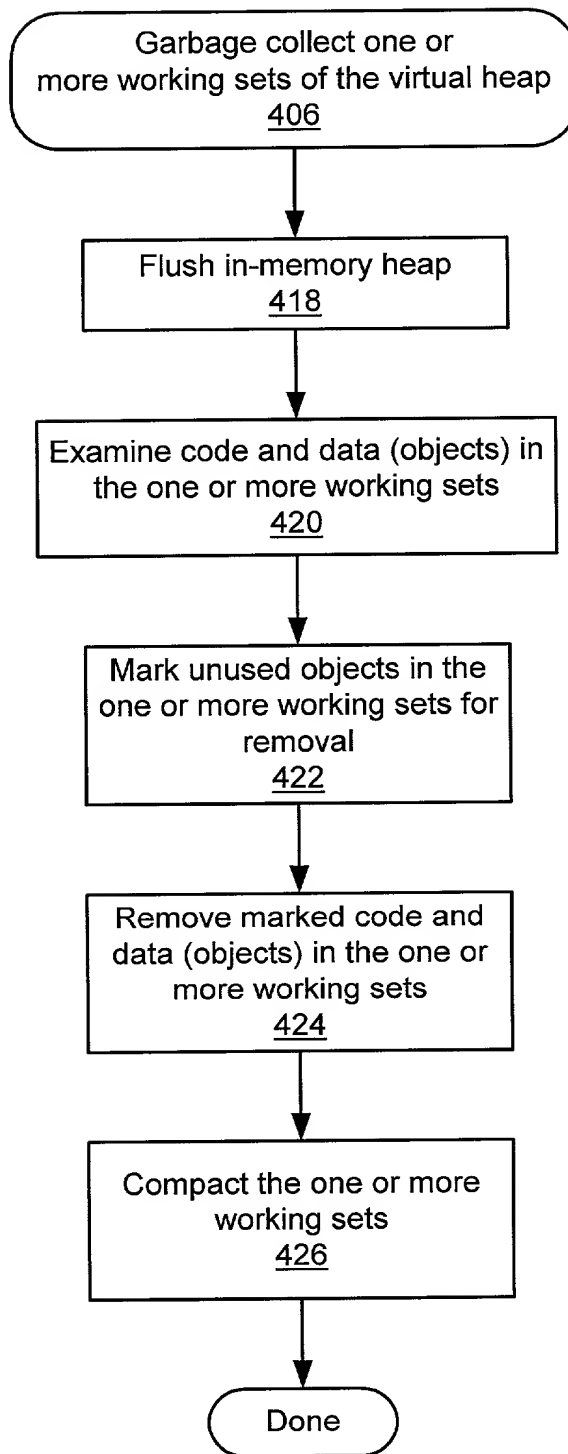 Garbage collect one or
more working sets of the virtual heap
406
Flush in-memory heap
418
Examine code and data (objects) in
the one or more working sets
420
Mark unused objects in the
one or more working sets for
removal
422
Remove marked code and
data (objects) in the one or
more working sets
424
Compact the one or more
working sets
426
Done